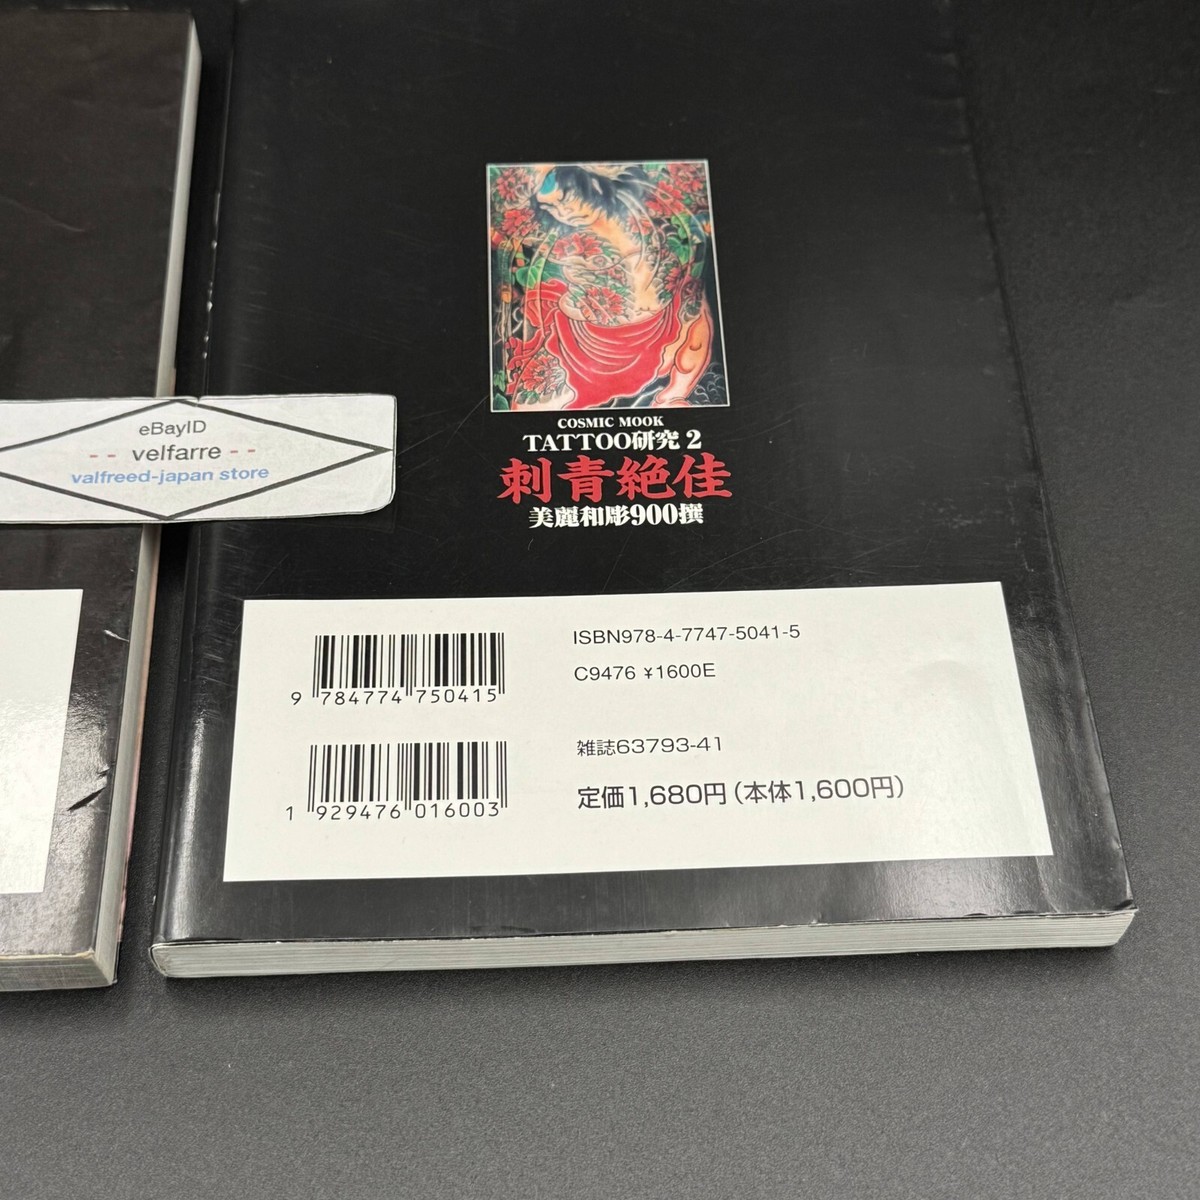 COSMIC MOOK
TATTOO研究 2
刺青絶佳
美麗和彫900撰
eBayID
- - velfarre - -
valfreed-japan store
ISBN978-4-7747-5041-5
C9476 ¥1600E
9 784774 750415
雑誌63793-41
定価1,680円(本体1,600円)
1 929476 016003